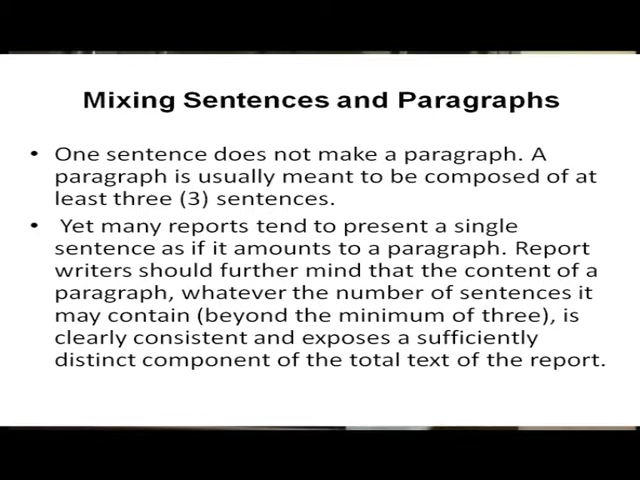 Mixing Sentences and Paragraphs
• One sentence does not make a paragraph. A
paragraph is usually meant to be composed of at
least three (3) sentences.
• Yet many reports tend to present a single
sentence as if it amounts to a paragraph. Report
writers should further mind that the content of a
paragraph, whatever the number of sentences it
may contain (beyond the minimum of three), is
clearly consistent and exposes a sufficiently
distinct component of the total text of the report.